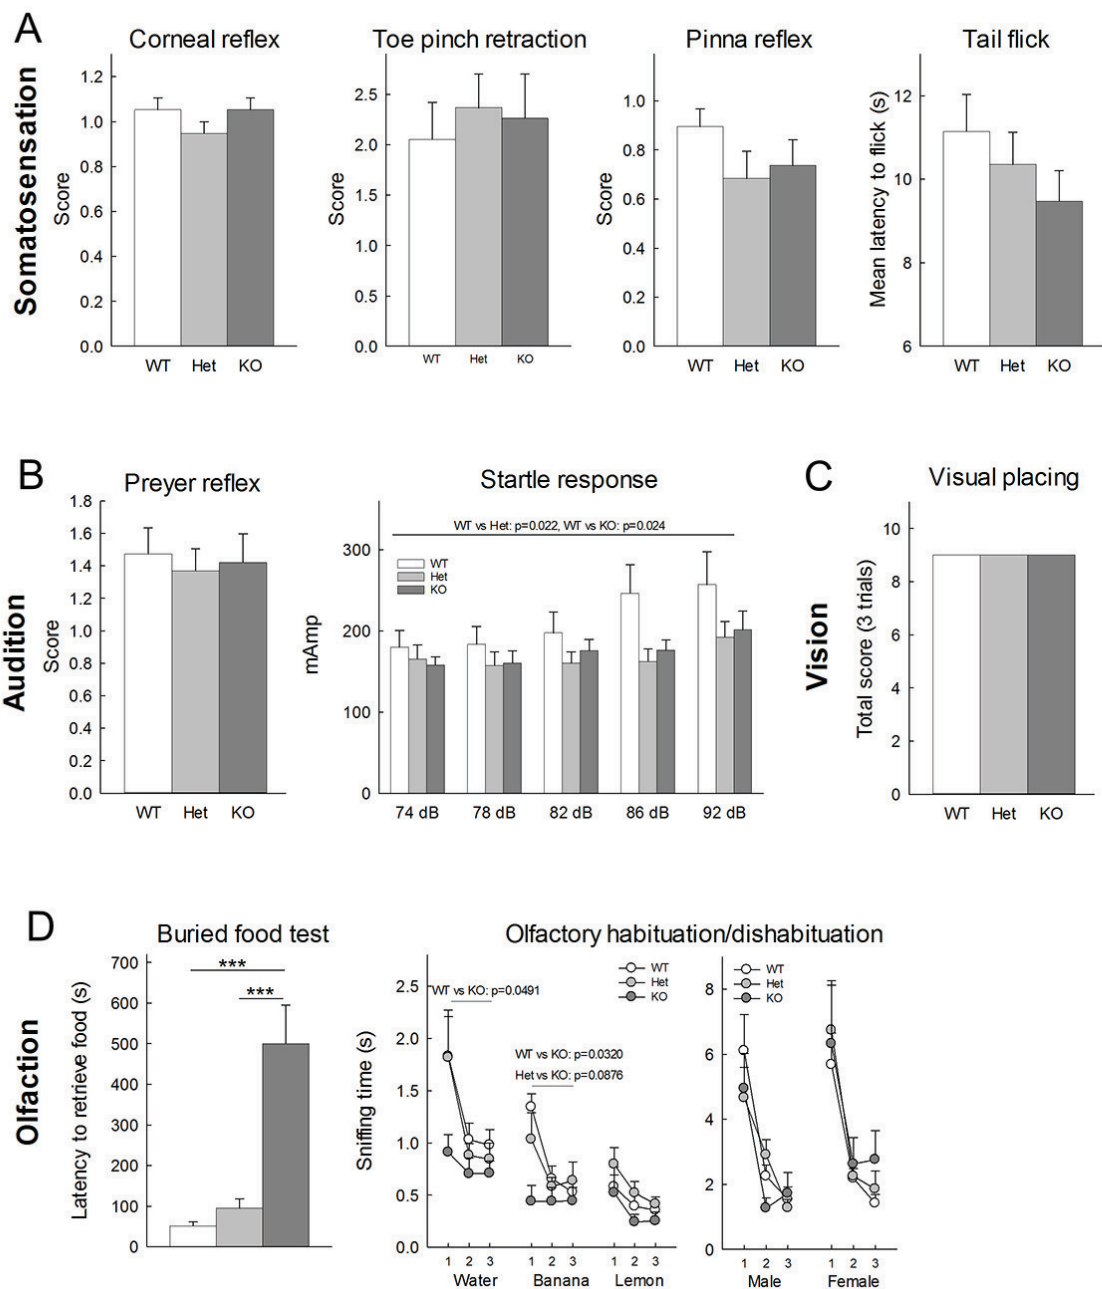 A
Somatosensation
Corneal reflex
Score
1.2
1.0
0.8
0.6
0.4
0.2
0.0
WT Het KO
Toe pinch retraction
Score
2.5
2.0
1.5
2.0
0.5
0.0
WT Het KO
Pinna reflex
Score
1.0
0.8
0.6
0.4
0.2
0.0
WT Het KO
Tail flick
Mean latency to flick (s)
12
10
8
6
WT Het KO
B
Audition
Preyer reflex
Score
1.8
1.6
1.4
1.2
1.0
0.8
0.6
0.4
0.2
0.0
WT Het KO
Startle response
WT vs Het: p=0.022, WT vs KO: p=0.024
WT
Het
KO
mAmp
300
200
100
0
74 dB 78 dB 82 dB 86 dB 92 dB
C
Vision
Visual placing
Total score (3 trials)
10
8
6
4
2
0
WT Het KO
D
Olfaction
Buried food test
Latency to retrieve food (s)
700
600
500
400
300
200
100
0
***
***
Olfactory habituation/dishabituation
Sniffing time (s)
2.5
2.0
1.5
1.0
0.5
0.0
WT
Het
KO
WT vs KO: p=0.0491
WT vs KO: p=0.0320
Het vs KO: p=0.0876
1 2 3 1 2 3 1 2 3
Water Banana Lemon
8
6
4
2
0
WT
Het
KO
1 2 3 1 2 3
Male Female